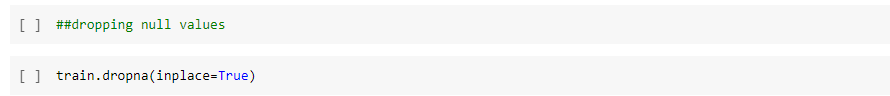 [ ] ##dropping null values
[ ] train.dropna(inplace=True)